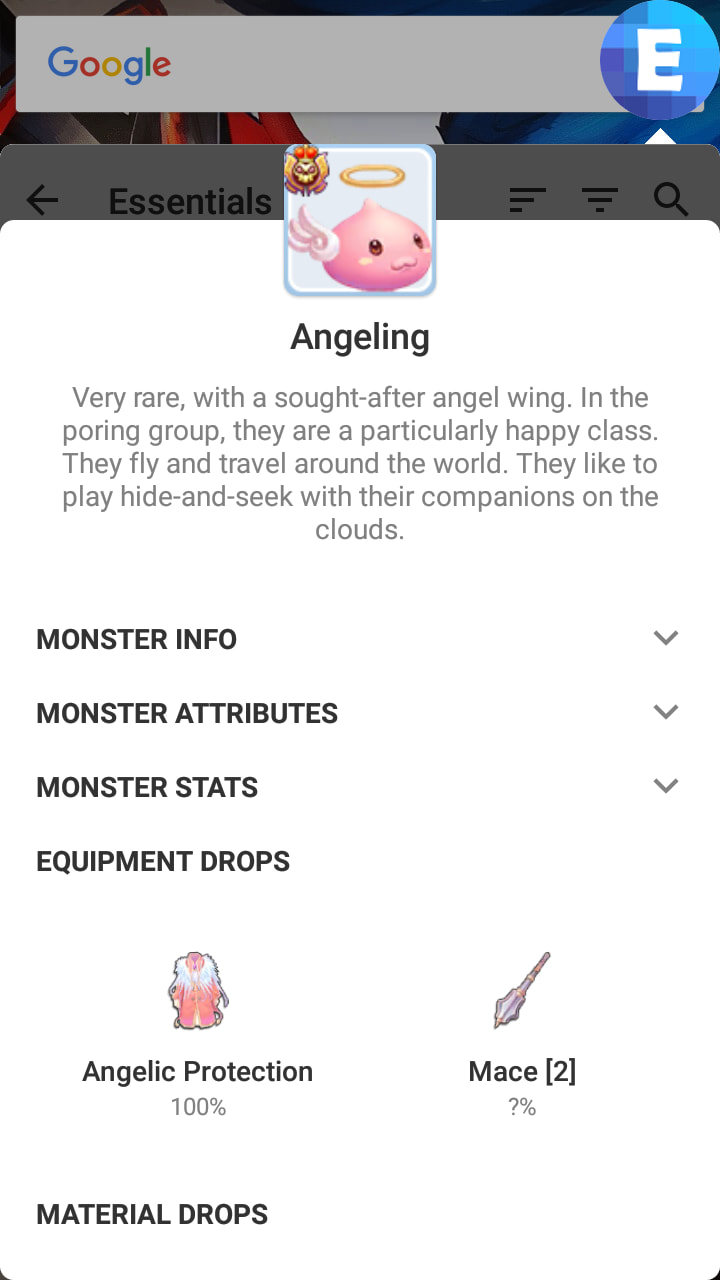 Google
E
Essentials
Angeling
Very rare, with a sought-after angel wing. In the
poring group, they are a particularly happy class.
They fly and travel around the world. They like to
play hide-and-seek with their companions on the
clouds.
MONSTER INFO
MONSTER ATTRIBUTES
MONSTER STATS
EQUIPMENT DROPS
Angelic Protection
100%
Mace [2]
?%
MATERIAL DROPS